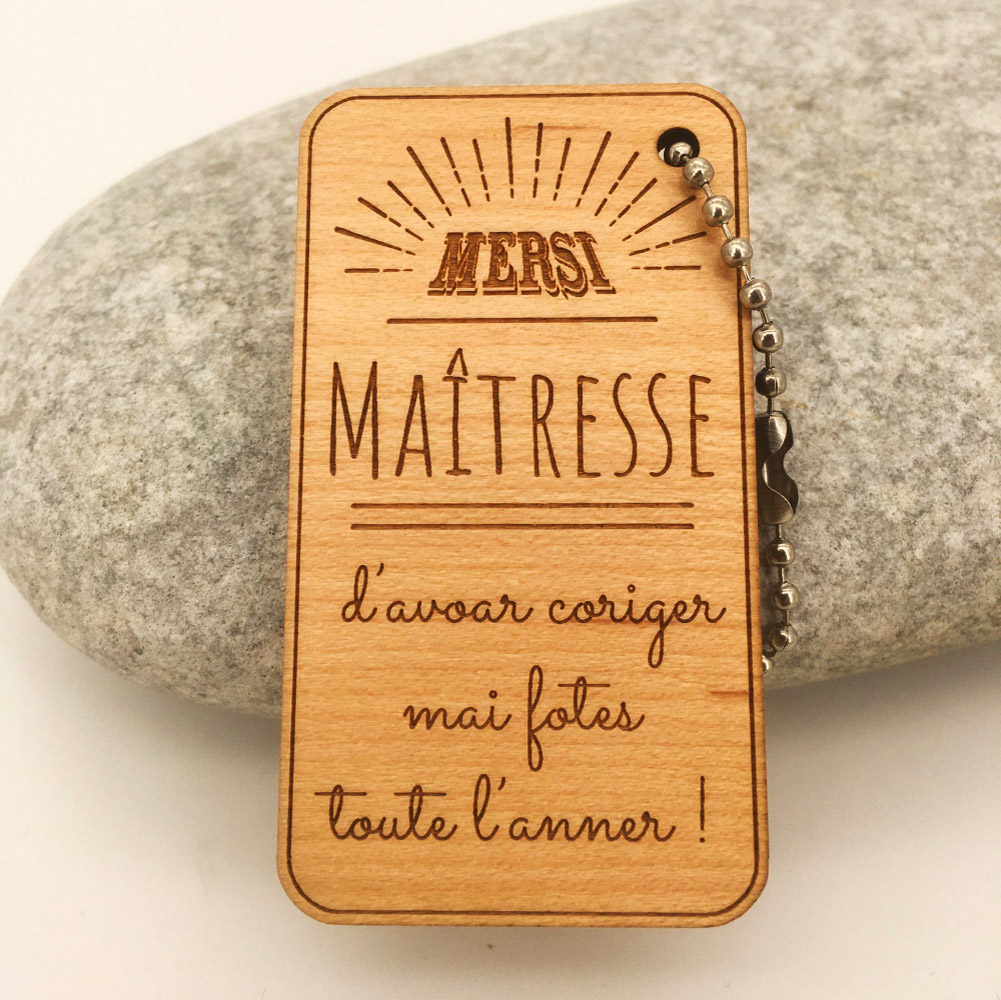 MERSI
MAÎTRESSE
d'avoar coriger
mai fotes
toute l'anner !